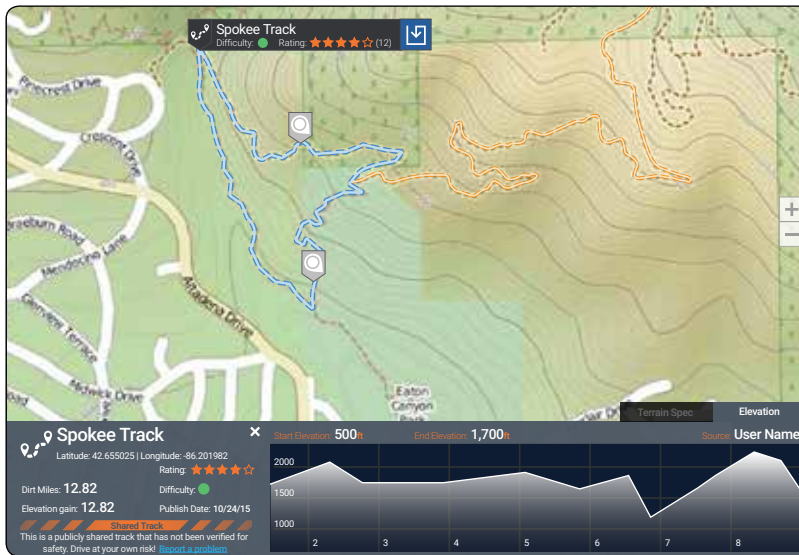 Spokee Track
Difficulty: Rating: (12)
Pinecrest Drive
Crescent Drive
Braeburn Road
Mendocino Lane
Altadena Drive
Glenview Terrace
Midwick Drive
Road
Eaton
Canyon
Park
+
−
Terrain Spec Elevation
Spokee Track
×
Latitude: 42.655025 | Longitude: -86.201982
Rating:
Dirt Miles: 12.82 Difficulty:
Elevation gain: 12.82 Publish Date: 10/24/15
Shared Track
This is a publicly shared track that has not been verified for
safety. Drive at your own risk! Report a problem
Start Elevation: 500ft End Elevation: 1,700ft Source: User Name
2000
1500
1000
2 3 4 5 6 7 8